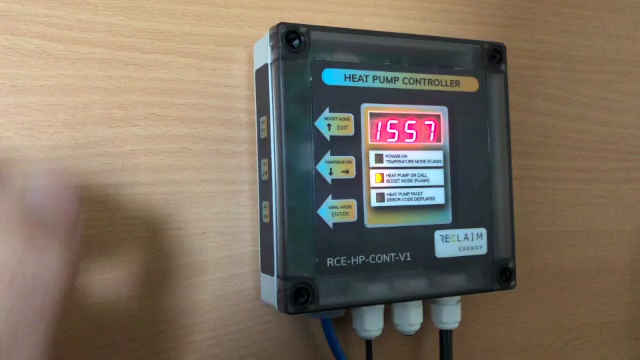 HEAT PUMP CONTROLLER
BOOST MODE
EXIT
1557
TEMPERATURE
POWER ON
TEMPERATURE MODE (FLASH)
HEAT PUMP ON CALL
BOOST MODE (FLASH)
MENU MODE
ENTER
HEAT PUMP FAULT
ERROR CODE DISPLAYED
RECLAIM
ENERGY
RCE-HP-CONT-V1